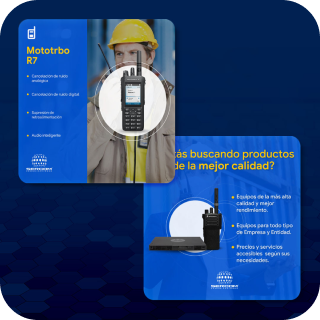 Mototrbo
R7
Cancelación de ruido
Cancelación de ruido digital
Supresión de
retroalimentación
Audio inteligente
ás buscando productos
de la mejor calidad?
Equipos de la más alta
calidad y mejor
rendimiento.
Equipos para todo tipo
de Empresa y Entidad.
Precios y servicios
accesibles según sus
necesidades.